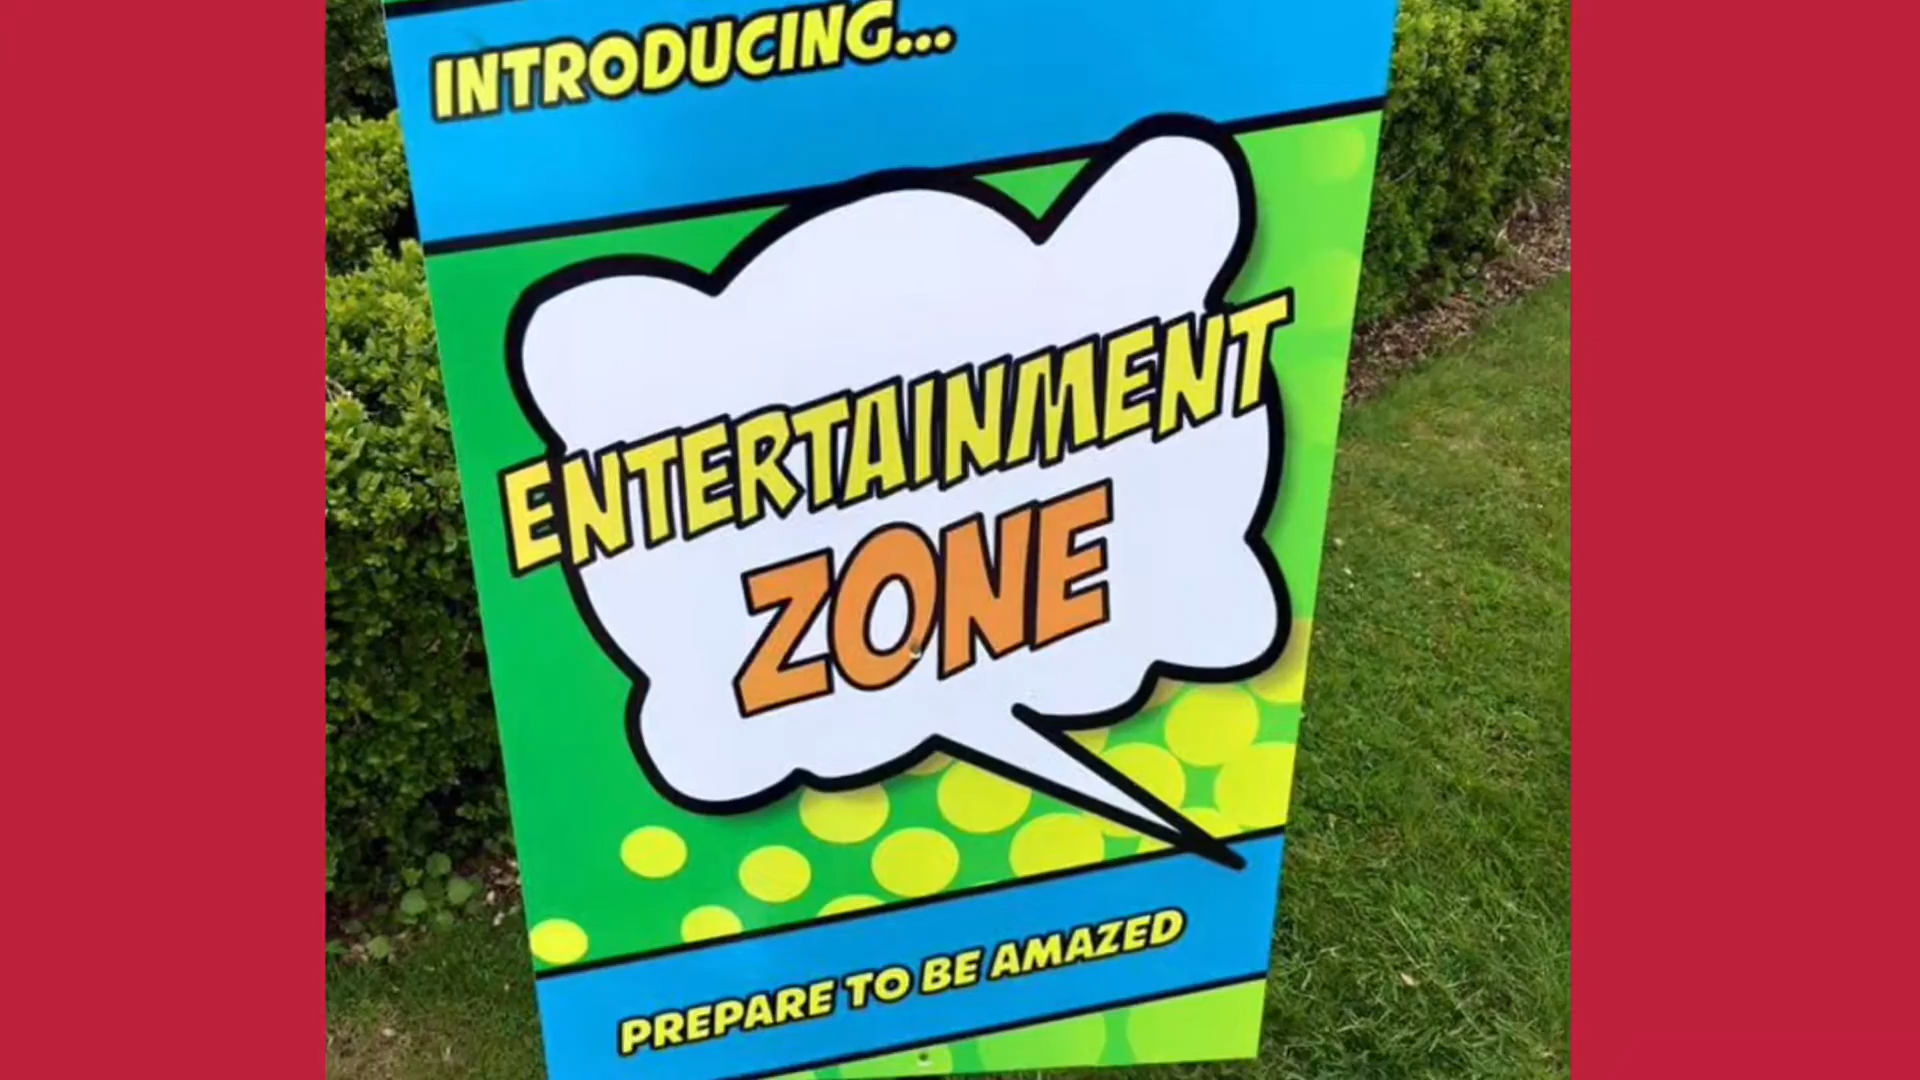 INTRODUCING...
ENTERTAINMENT
ZONE
PREPARE TO BE AMAZED